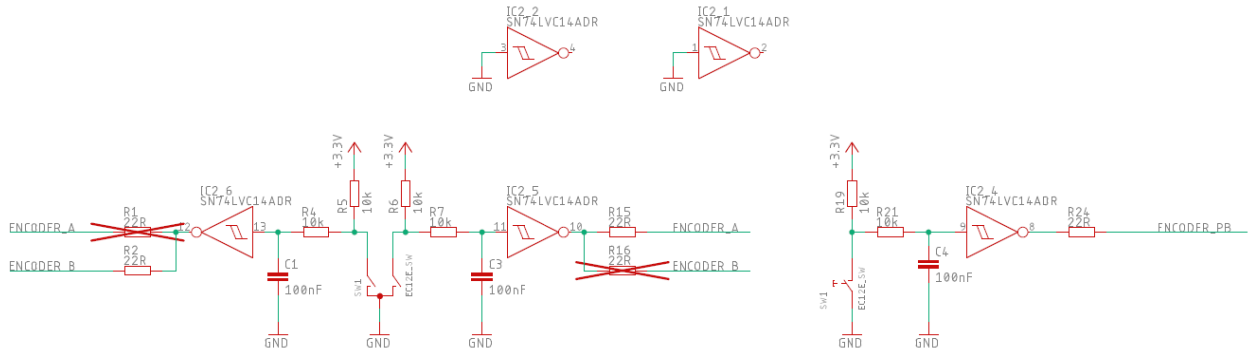 IC2_2
SN74LVC14ADR
3
4
GND
IC2_1
SN74LVC14ADR
1
2
GND
+3.3V
+3.3V
+3.3V
IC2_6
SN74LVC14ADR
IC2_5
SN74LVC14ADR
IC2_4
SN74LVC14ADR
ENCODER_A
R1
22R
12
13
R4
10k
R5
10k
R6
10k
R7
10k
11
10
R15
22R
ENCODER_A
R19
10k
R21
10k
9
8
R24
22R
ENCODER_PB
ENCODER_B
R2
22R
R16
22R
ENCODER_B
C1
100nF
SW1
EC12E_SW
C3
100nF
SW1
EC12E_SW
C4
100nF
GND
GND
GND
GND
GND